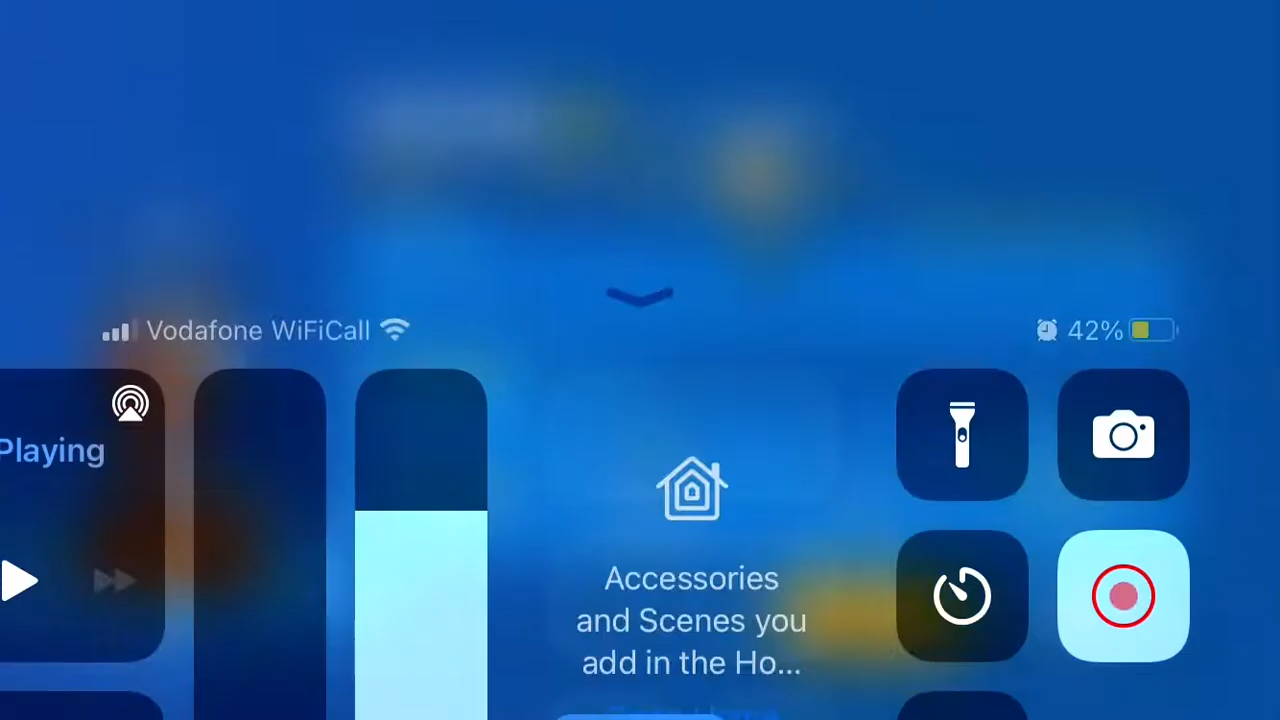 Vodafone WiFiCall
42%
Playing
Accessories
and Scenes you
add in the Ho...